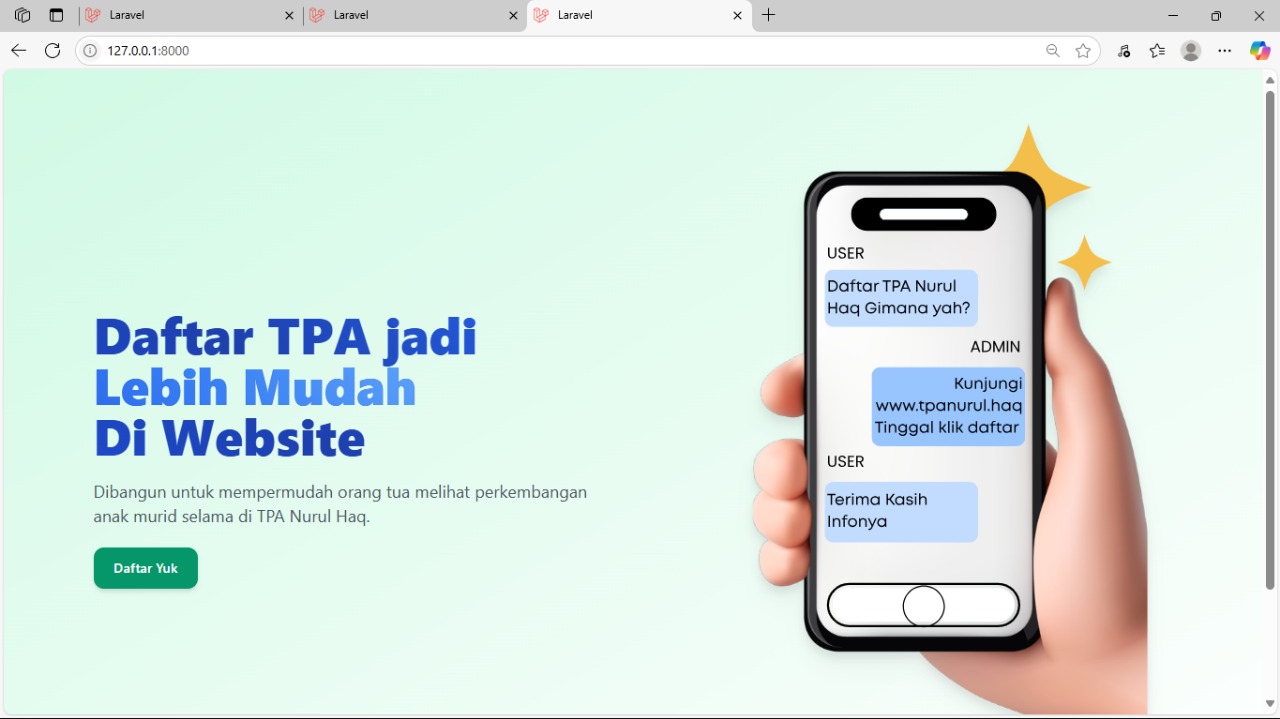 Laravel
Laravel
Laravel
127.0.0.1:8000
Daftar TPA jadi
Lebih Mudah
Di Website
Dibangun untuk mempermudah orang tua melihat perkembangan
anak murid selama di TPA Nurul Haq.
Daftar Yuk
USER
Daftar TPA Nurul
Haq Gimana yah?
ADMIN
Kunjungi
www.tpanurul.haq
Tinggal klik daftar
USER
Terima Kasih
Infonya